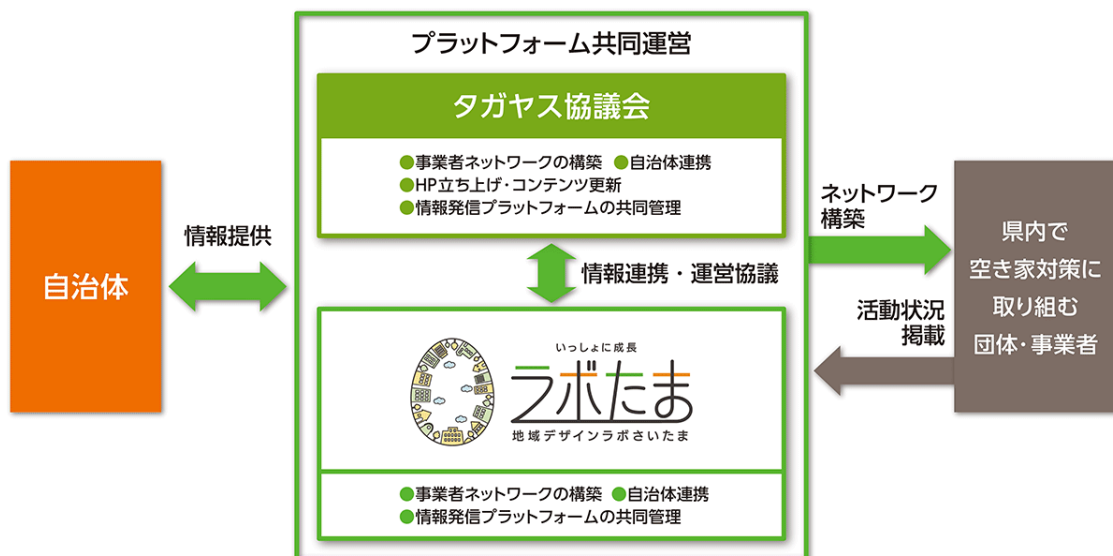 プラットフォーム共同運営
タガヤス協議会
●事業者ネットワークの構築 ●自治体連携
●HP立ち上げ・コンテンツ更新
●情報発信プラットフォームの共同管理
自治体
情報提供
情報連携・運営協議
いっしょに成長
ラボたま
地域デザインラボさいたま
●事業者ネットワークの構築 ●自治体連携
●情報発信プラットフォームの共同管理
ネットワーク
構築
活動状況
掲載
県内で
空き家対策に
取り組む
団体・事業者